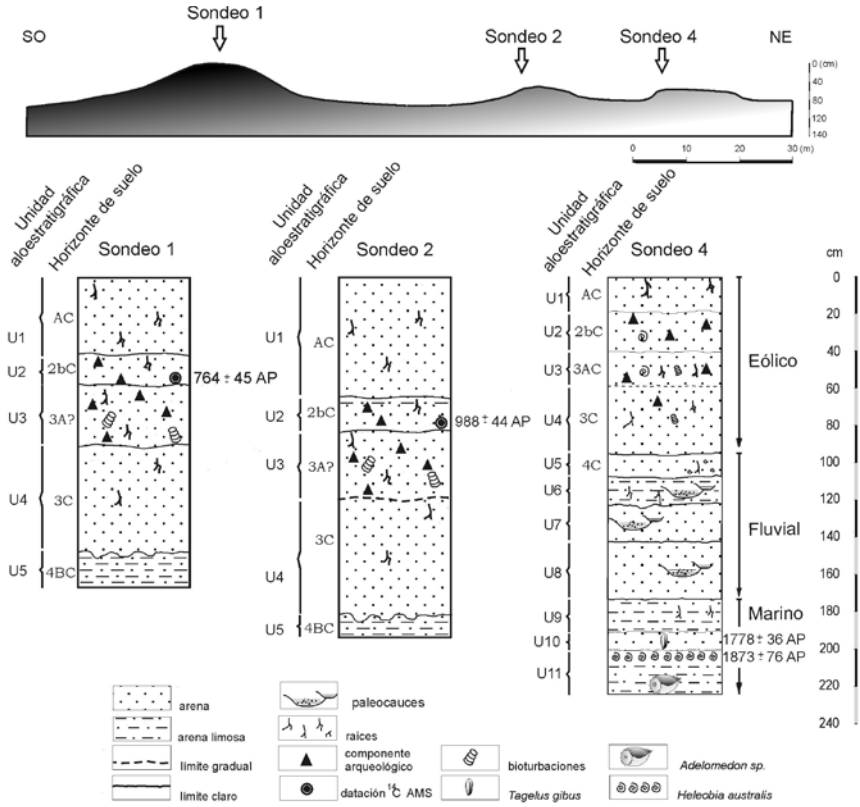 Sondeo 1
SO
Sondeo 2
Sondeo 4
NE
0 (cm)
40
80
100
140
0 10 20 30 (m)
Unidad aloestratigráfica
Horizonte de suelo
Sondeo 1
U1 AC
U2 2bC
764 ± 45 AP
U3 3A?
U4 3C
U5 4BC
Unidad aloestratigráfica
Horizonte de suelo
Sondeo 2
U1 AC
U2 2bC
988 ± 44 AP
U3 3A?
U4 3C
U5 4BC
Unidad aloestratigráfica
Horizonte de suelo
Sondeo 4
U1 AC
U2 2bC
U3 3AC
U4 3C
U5 4C
U6
U7
U8
U9
U10
U11
Eólico
Fluvial
Marino
1778 ± 36 AP
1873 ± 76 AP
cm
0
20
40
60
80
100
120
140
160
180
200
220
240
arena
arena limosa
limite gradual
limite claro
paleocauces
raíces
componente arqueológico
datación 14C AMS
bioturbaciones
Tagelus gibus
Adelomedon sp.
Heleobia australis